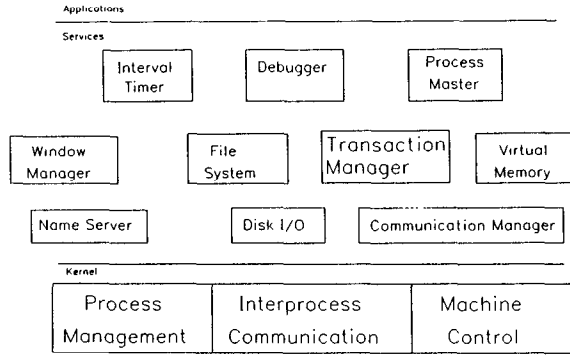 Applications
Services
Interval
Timer
Debugger
Process
Master
Window
Manager
File
System
Transaction
Manager
Virtual
Memory
Name Server
Disk I/O
Communication Manager
Kernel
Process
Management
Interprocess
Communication
Machine
Control